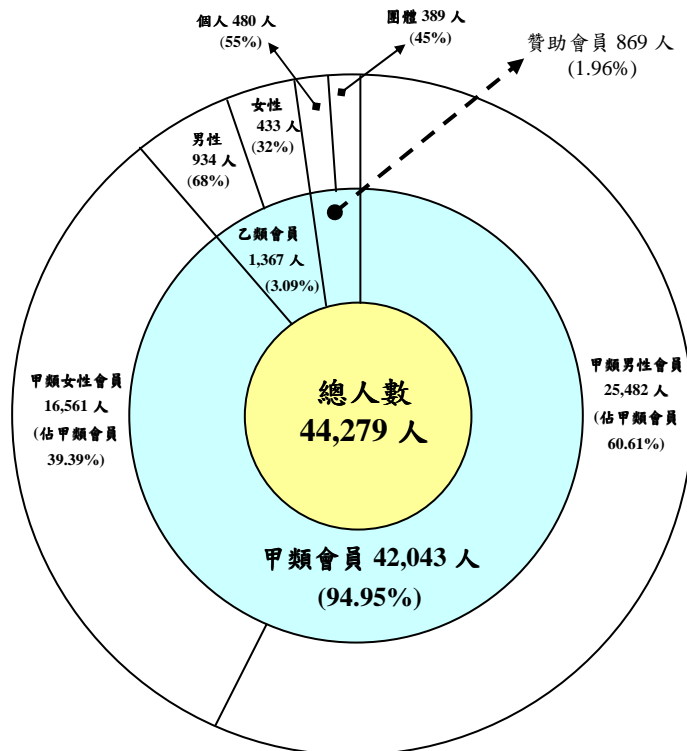 個人 480 人
(55%)
團體 389 人
(45%)
贊助會員 869 人
(1.96%)
女性
433 人
(32%)
男性
934 人
(68%)
乙類會員
1,367 人
(3.09%)
甲類女性會員
16,561 人
(佔甲類會員
39.39%)
總人數
44,279 人
甲類男性會員
25,482 人
(佔甲類會員
60.61%)
甲類會員 42,043 人
(94.95%)